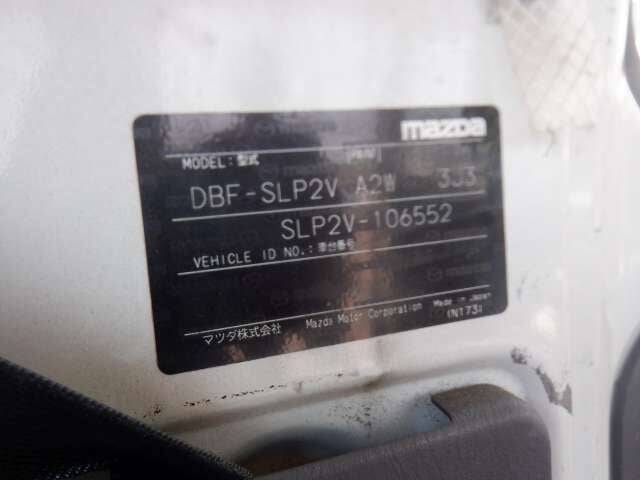 mazda
MODEL: 型式
DBF-SLP2V A2W 3J3
SLP2V-106552
VEHICLE ID NO.: 車台番号
マツダ株式会社 Mazda Motor Corporation Made in Japan
(NT73)